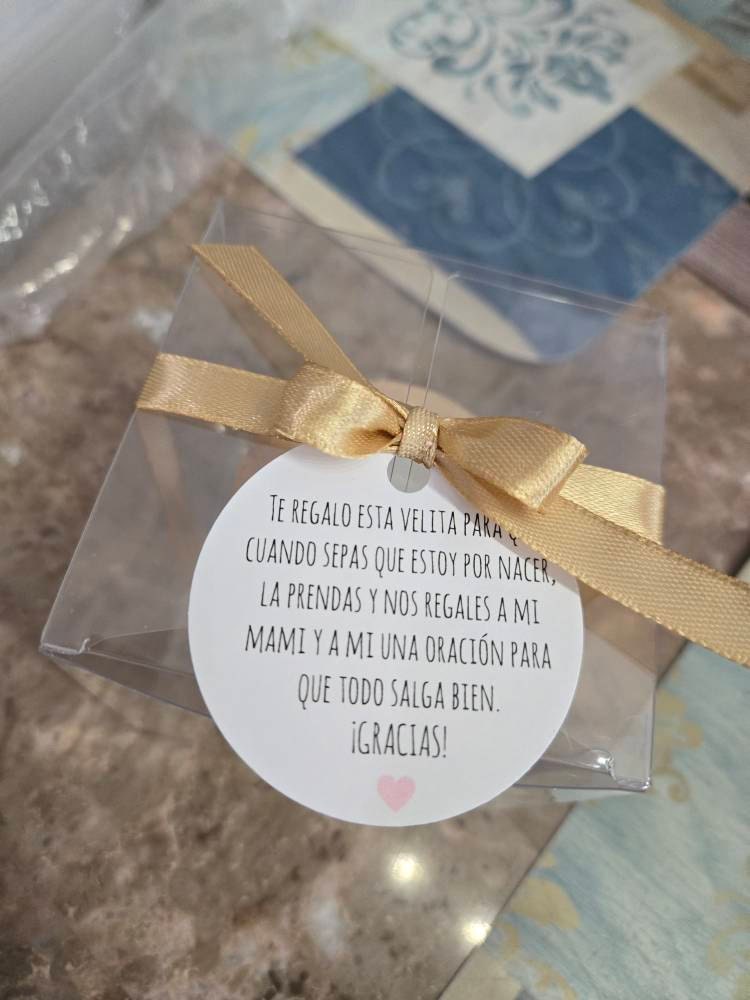 TE REGALO ESTA VELITA PARA
CUANDO SEPAS QUE ESTOY POR NACER,
LA PRENDAS Y NOS REGALES A MI
MAMI Y A MI UNA ORACIÓN PARA
QUE TODO SALGA BIEN.
¡GRACIAS!